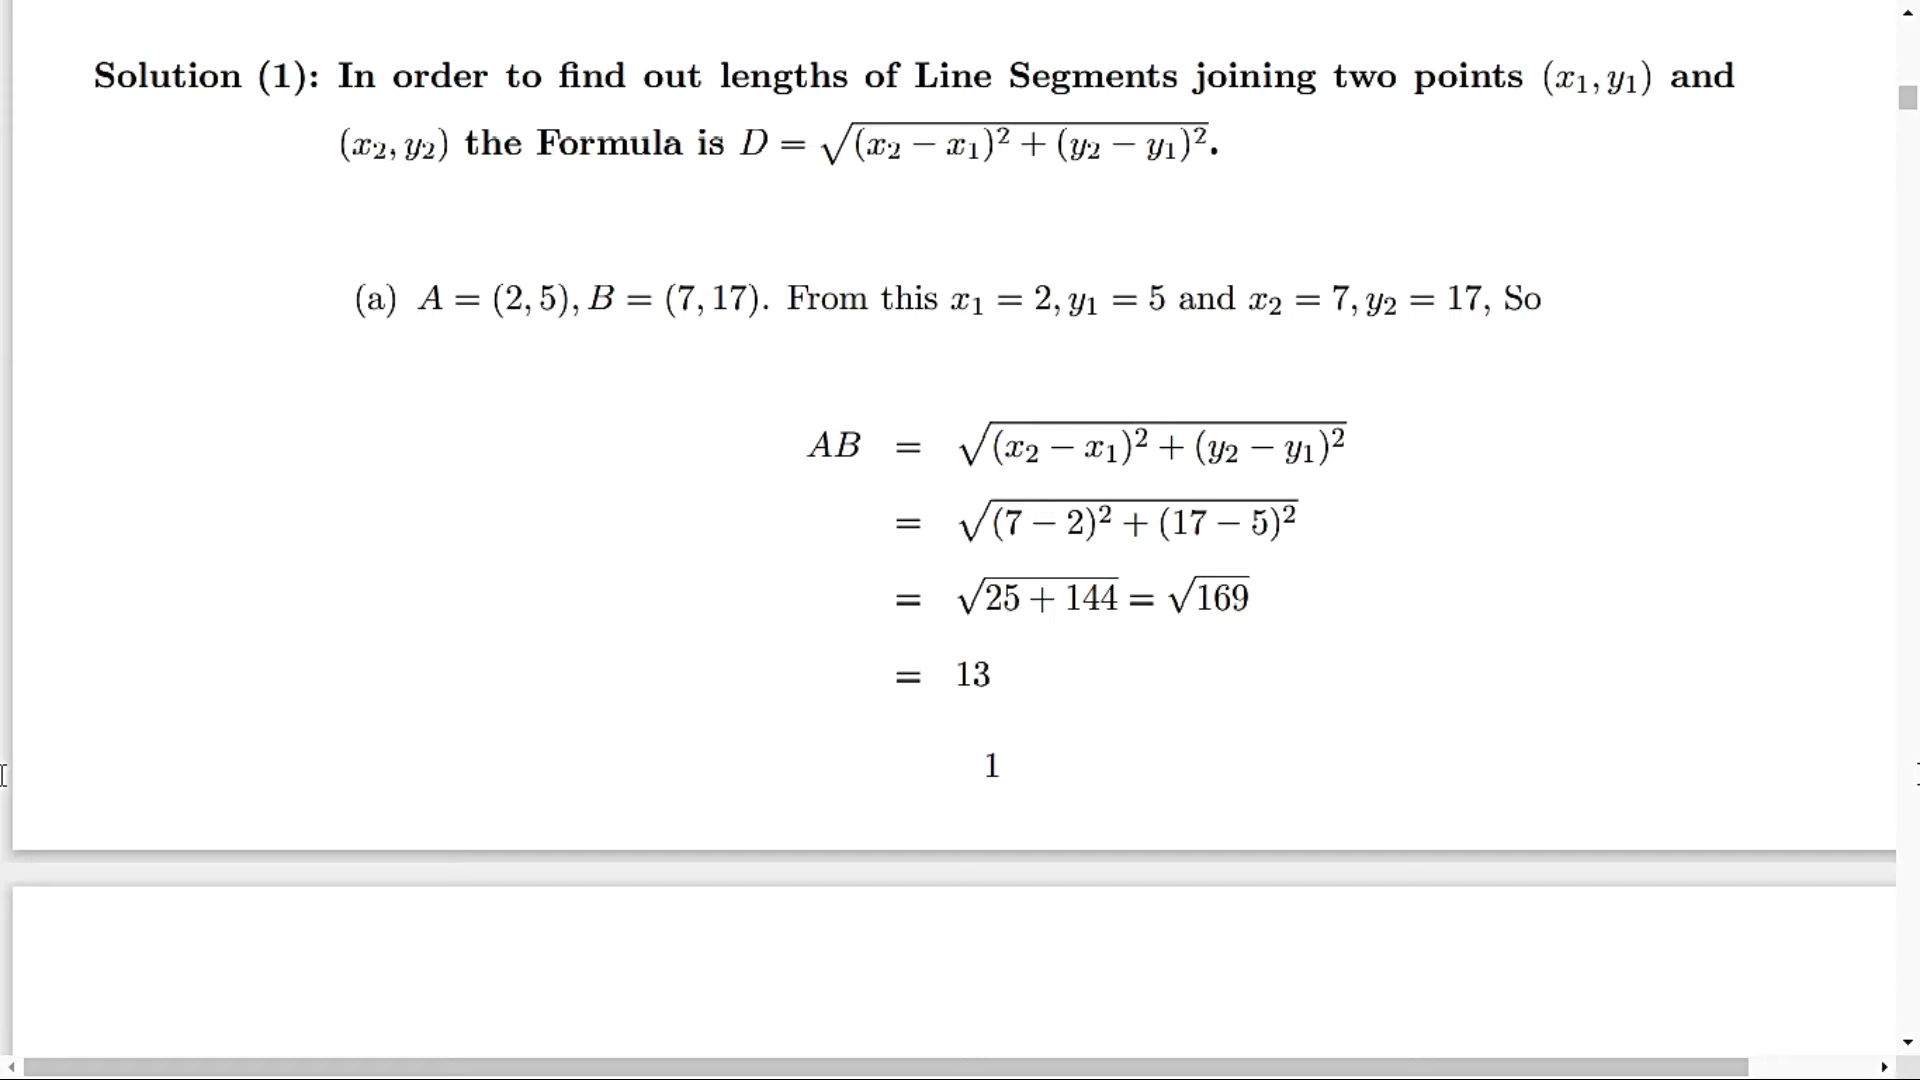 Solution (1): In order to find out lengths of Line Segments joining two points (x₁, y₁) and
(x₂, y₂) the Formula is D = √((x₂ − x₁)² + (y₂ − y₁)²).
(a) A = (2, 5), B = (7, 17). From this x₁ = 2, y₁ = 5 and x₂ = 7, y₂ = 17, So
AB = √((x₂ − x₁)² + (y₂ − y₁)²)
= √((7 − 2)² + (17 − 5)²)
= √(25 + 144) = √169
= 13
1